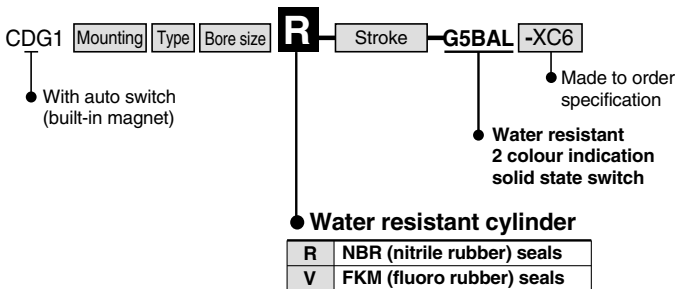 CDG1 Mounting Type Bore size R Stroke G5BAL -XC6
With auto switch
(built-in magnet)
Made to order
specification
Water resistant
2 colour indication
solid state switch
Water resistant cylinder
R NBR (nitrile rubber) seals
V FKM (fluoro rubber) seals